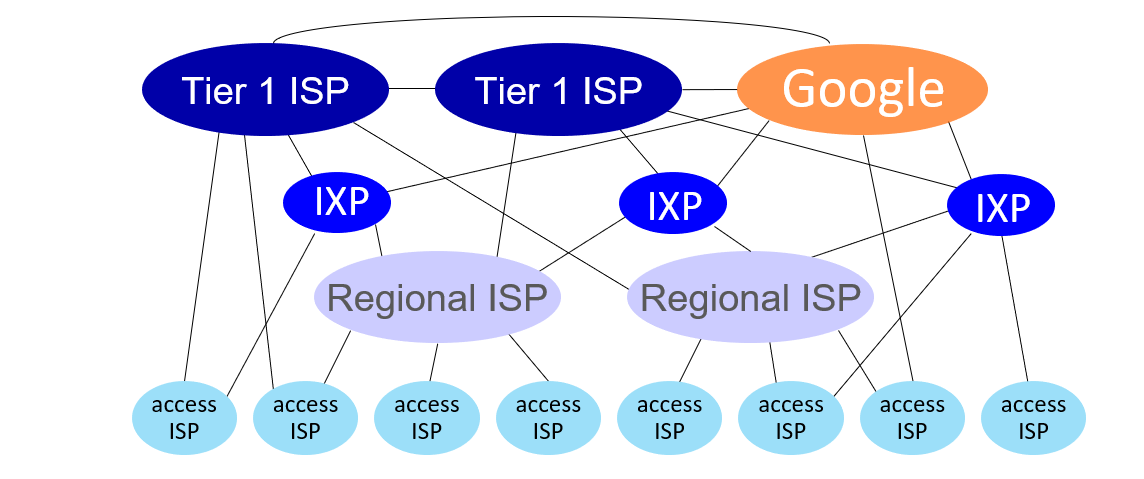 Tier 1 ISP
Tier 1 ISP
Google
IXP
IXP
IXP
Regional ISP
Regional ISP
access
ISP
access
ISP
access
ISP
access
ISP
access
ISP
access
ISP
access
ISP
access
ISP